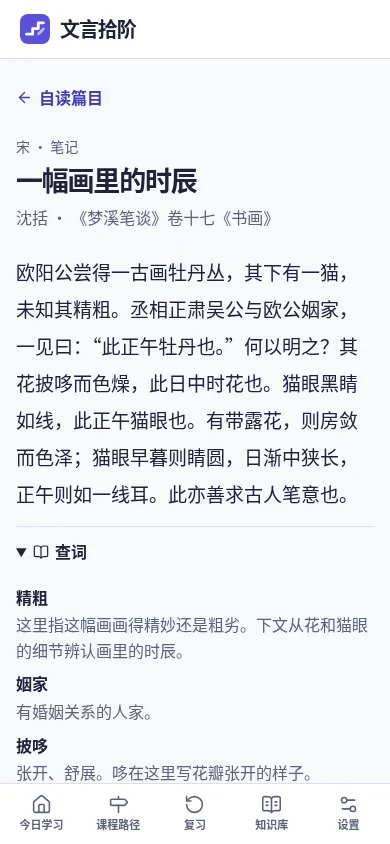 文言拾阶
← 自读篇目
宋 · 笔记
一幅画里的时辰
沈括 · 《梦溪笔谈》卷十七《书画》
欧阳公尝得一古画牡丹丛，其下有一猫，
未知其精粗。丞相正肃吴公与欧公姻家，
一见曰：“此正午牡丹也。”何以明之？其
花披哆而色燥，此日中时花也。猫眼黑睛
如线，此正午猫眼也。有带露花，则房敛
而色泽；猫眼早暮则睛圆，日渐中狭长，
正午则如一线耳。此亦善求古人笔意也。
▼ 查词
精粗
这里指这幅画画得精妙还是粗劣。下文从花和猫眼
的细节辨认画里的时辰。
姻家
有婚姻关系的人家。
披哆
张开、舒展。哆在这里写花瓣张开的样子。
今日学习 课程路径 复习 知识库 设置